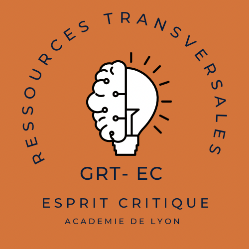 RESSOURCES TRANSVERSALES
GRT- EC
ESPRIT CRITIQUE
ACADEMIE DE LYON